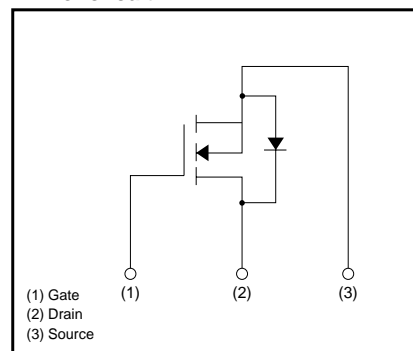 (1) (2) (3)
(1) Gate
(2) Drain
(3) Source